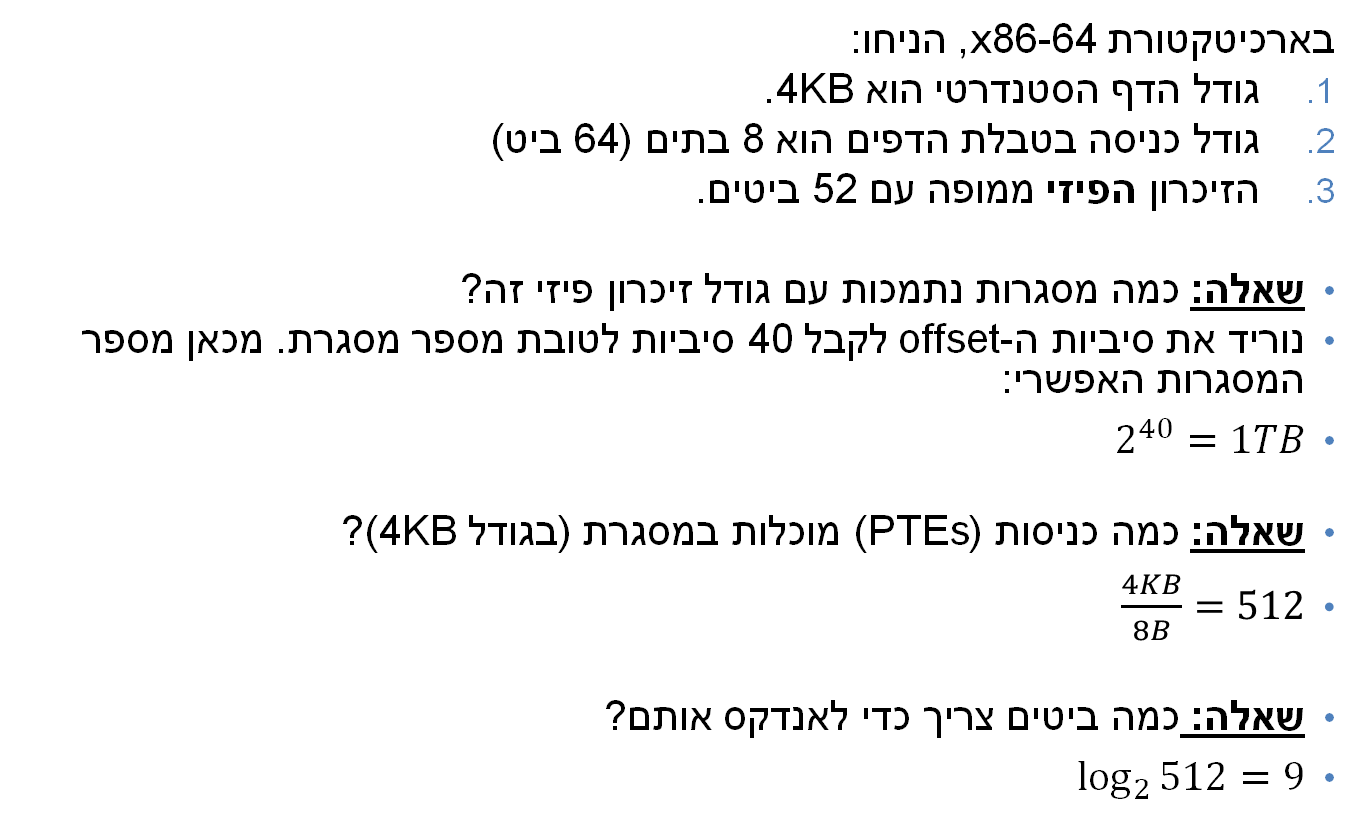 בארכיטקטורת x86-64, הניחו:
1. גודל הדף הסטנדרטי הוא 4KB.
2. גודל כניסה בטבלת הדפים הוא 8 בתים (64 ביט)
3. הזיכרון הפיזי ממופה עם 52 ביטים.
• שאלה: כמה מסגרות נתמכות עם גודל זיכרון פיזי זה?
• נוריד את סיביות ה-offset לקבל 40 סיביות לטובת מספר מסגרת. מכאן מספר
המסגרות האפשרי:
• 2^40 = 1TB
• שאלה: כמה כניסות (PTEs) מוכלות במסגרת (בגודל 4KB)?
• 4KB/8B = 512
• שאלה: כמה ביטים צריך כדי לאנדקס אותם?
• log₂ 512 = 9